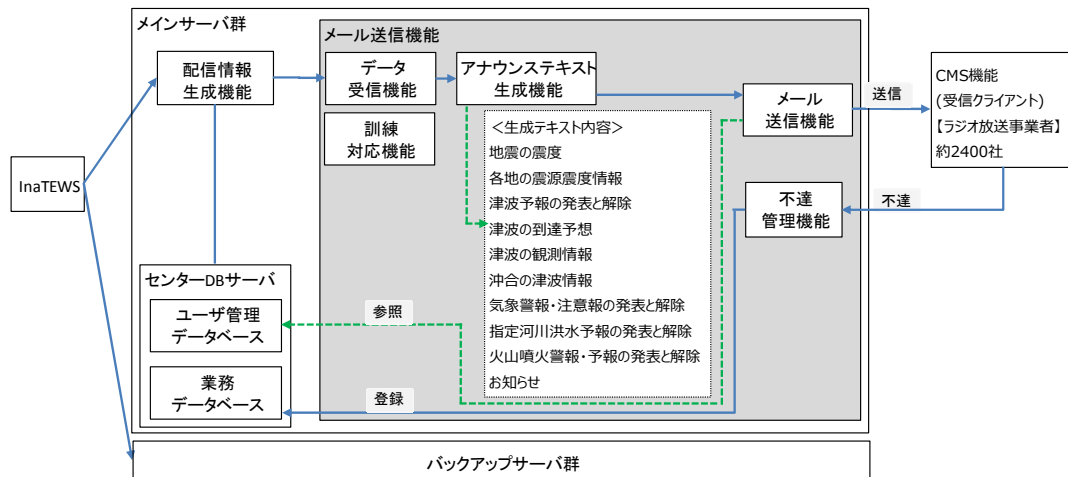 メインサーバ群
メール送信機能
配信情報
生成機能
データ
受信機能
アナウンステキスト
生成機能
訓練
対応機能
＜生成テキスト内容＞
地震の震度
各地の震源震度情報
津波予報の発表と解除
津波の到達予想
津波の観測情報
沖合の津波情報
気象警報・注意報の発表と解除
指定河川洪水予報の発表と解除
火山噴火警報・予報の発表と解除
お知らせ
メール
送信機能
送信
CMS機能
(受信クライアント)
【ラジオ放送事業者】
約2400社
不達
不達
管理機能
InaTEWS
センターDBサーバ
ユーザ管理
データベース
参照
業務
データベース
登録
バックアップサーバ群